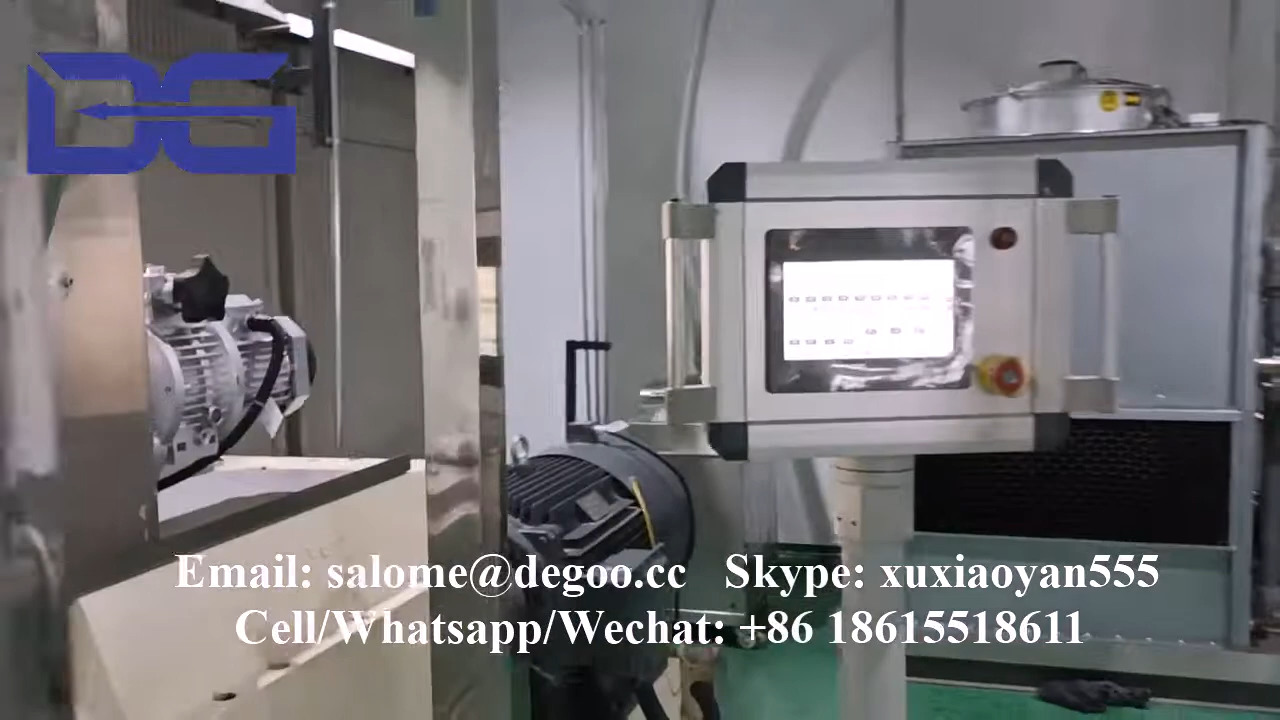 DG
Email: salome@degoo.cc Skype: xuxiaoyan555
Cell/Whatsapp/Wechat: +86 18615518611